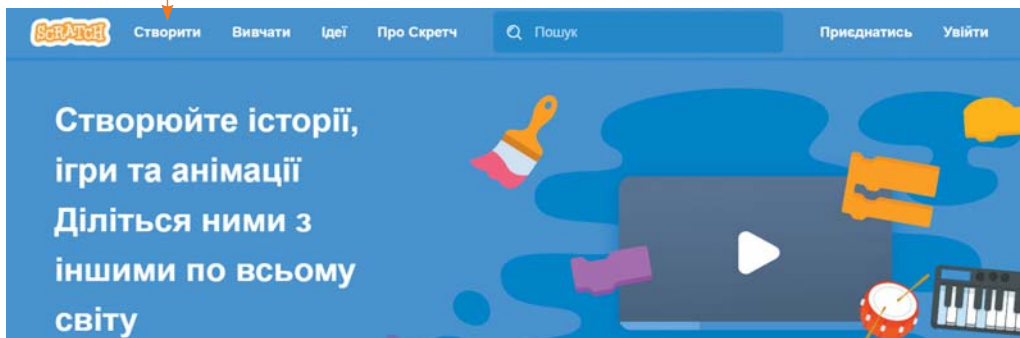 SCRATCH Створити Вивчати Ідеї Про Скретч Пошук Приєднатись Увійти
Створюйте історії,
ігри та анімації
Діліться ними з
іншими по всьому
світу